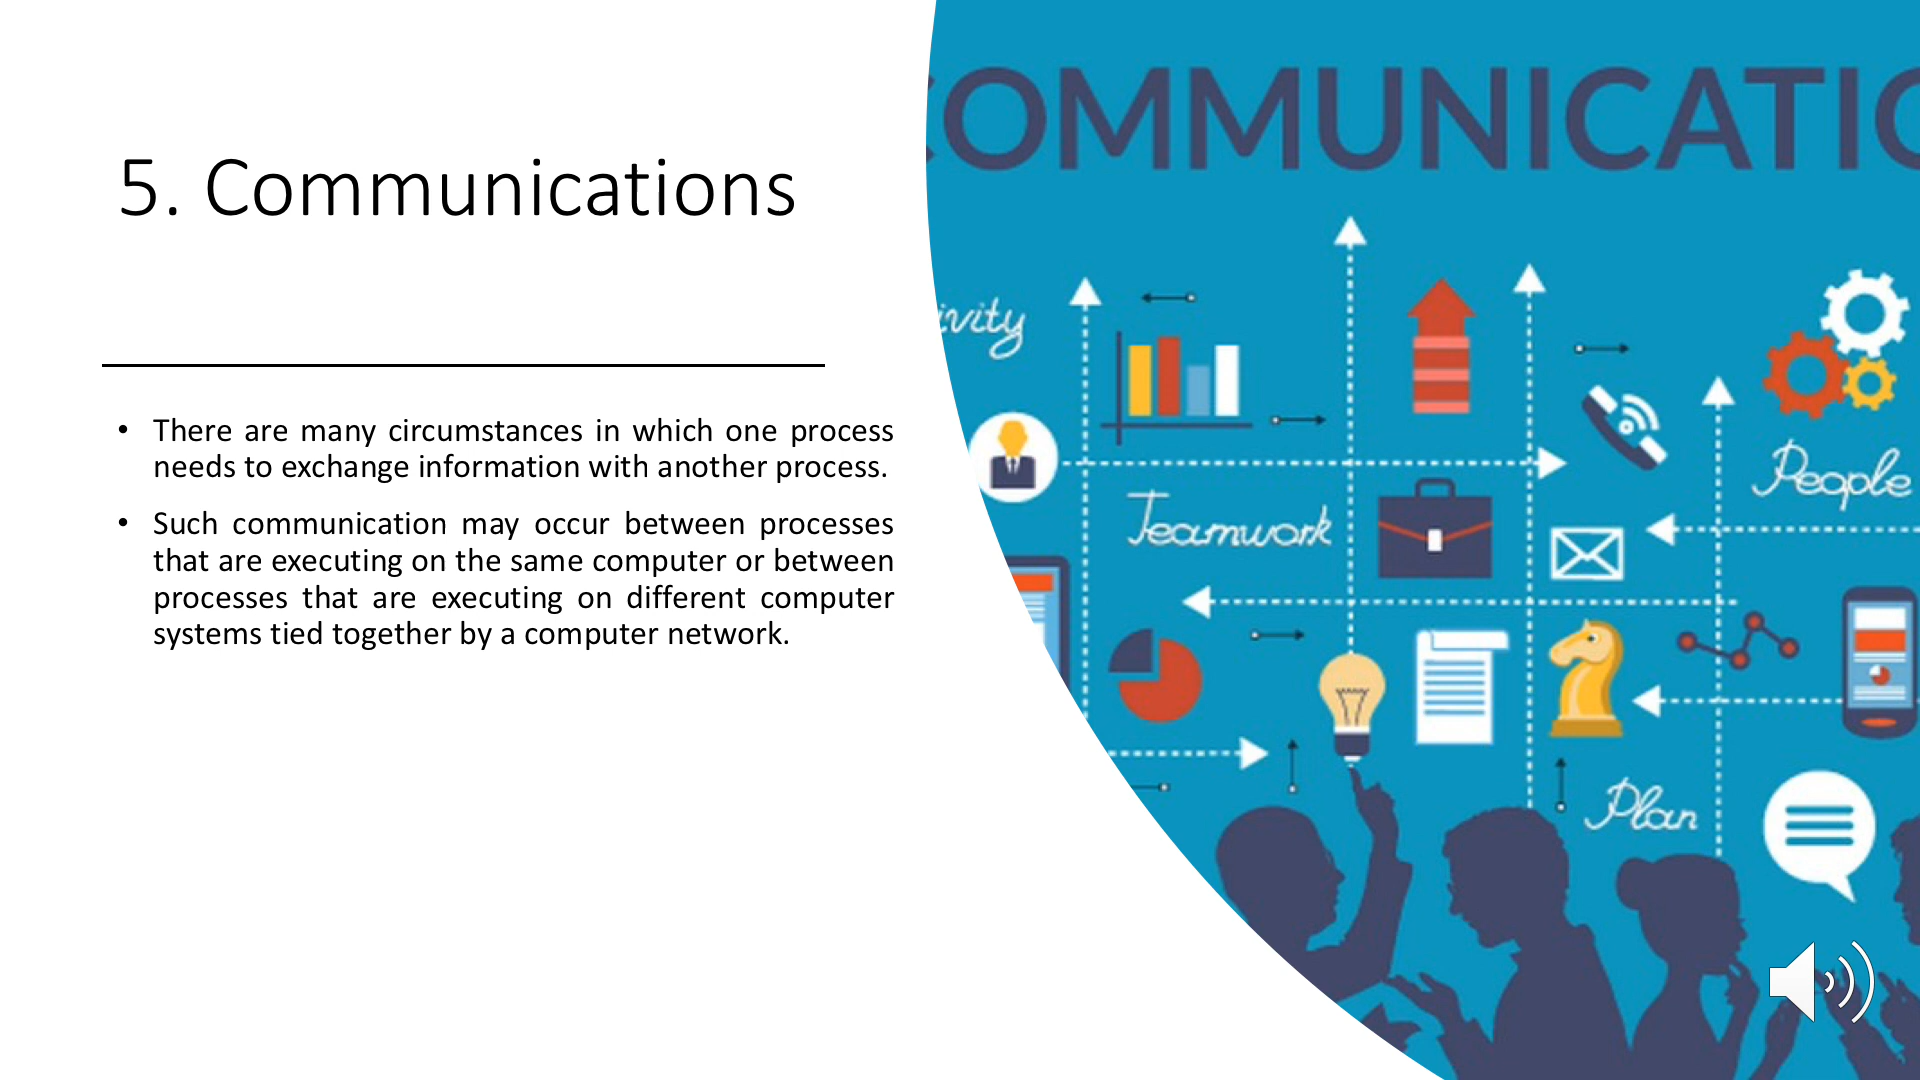 5. Communications
• There are many circumstances in which one process
needs to exchange information with another process.
• Such communication may occur between processes
that are executing on the same computer or between
processes that are executing on different computer
systems tied together by a computer network.
OMMUNICATIO
ivity
Teamwork
People
Plan